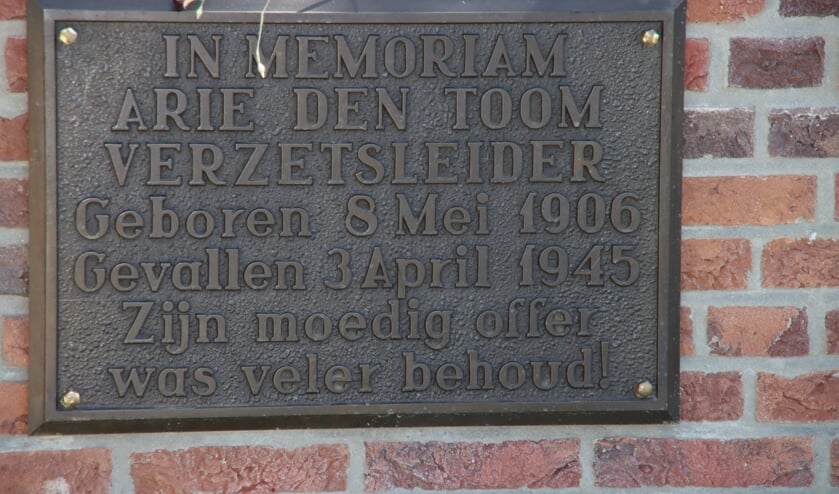 IN MEMORIAM
ARIE DEN TOOM
VERZETSLEIDER
Geboren 8 Mei 1906
Gevallen 3 April 1945
Zijn moedig offer
was veler behoud!